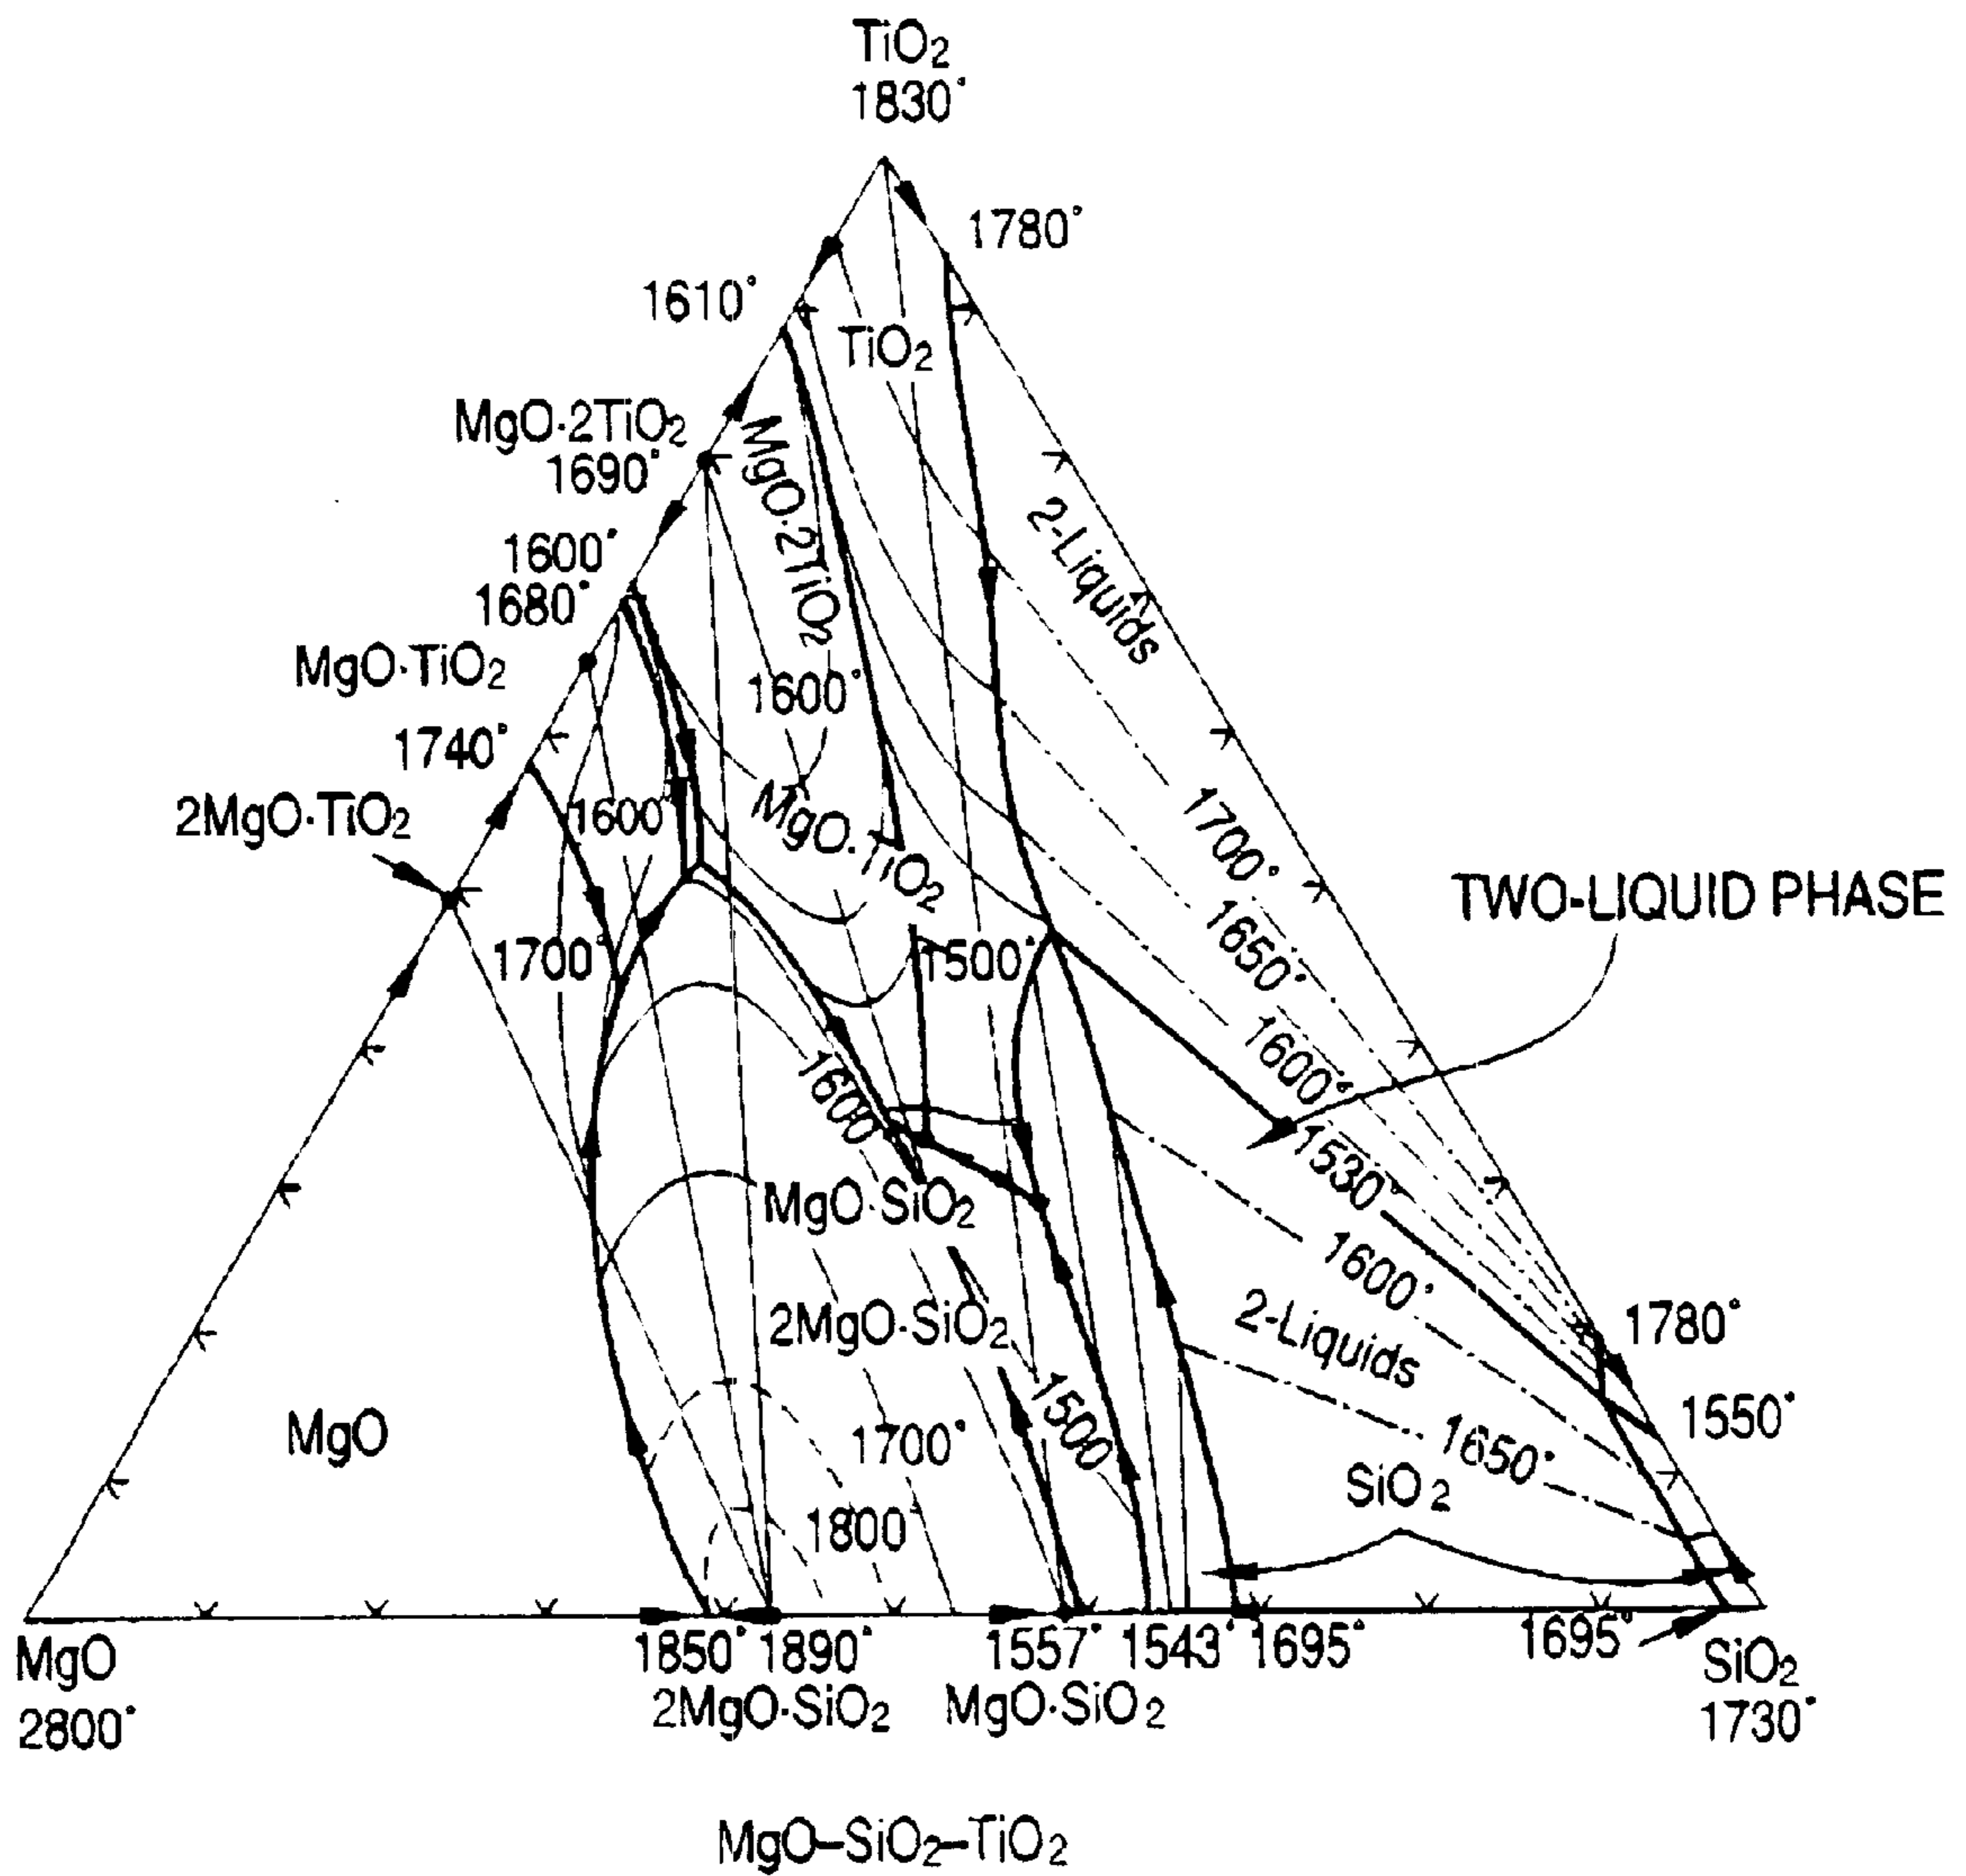 TiO2
1830°
1780°
1610°
TiO2
MgO·2TiO2
1690°
MgO·2TiO2
2-Liquids
1600°
1680°
MgO·TiO2
1600°
1740°
2MgO·TiO2
1600°
MgO·TiO2
1700°
TWO-LIQUID PHASE
1700°
1500°
1650°
1600°
1600
1530°
MgO·SiO2
1600°
2MgO·SiO2
2-Liquids
1780°
1500
1550°
MgO
1700°
1650°
SiO2
1800
MgO
2800°
1850°
1890°
2MgO·SiO2
1557°
MgO·SiO2
1543°
1695°
1695°
SiO2
1730°
MgO–SiO2–TiO2